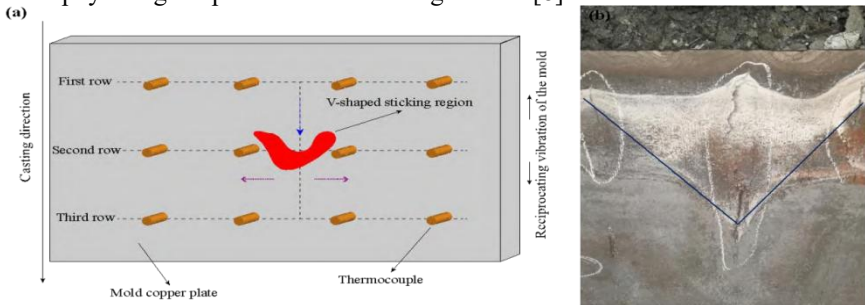 (a)
(b)
First row
V-shaped sticking region
Second row
Third row
Casting direction
Reciprocating vibration of the mold
Mold copper plate
Thermocouple